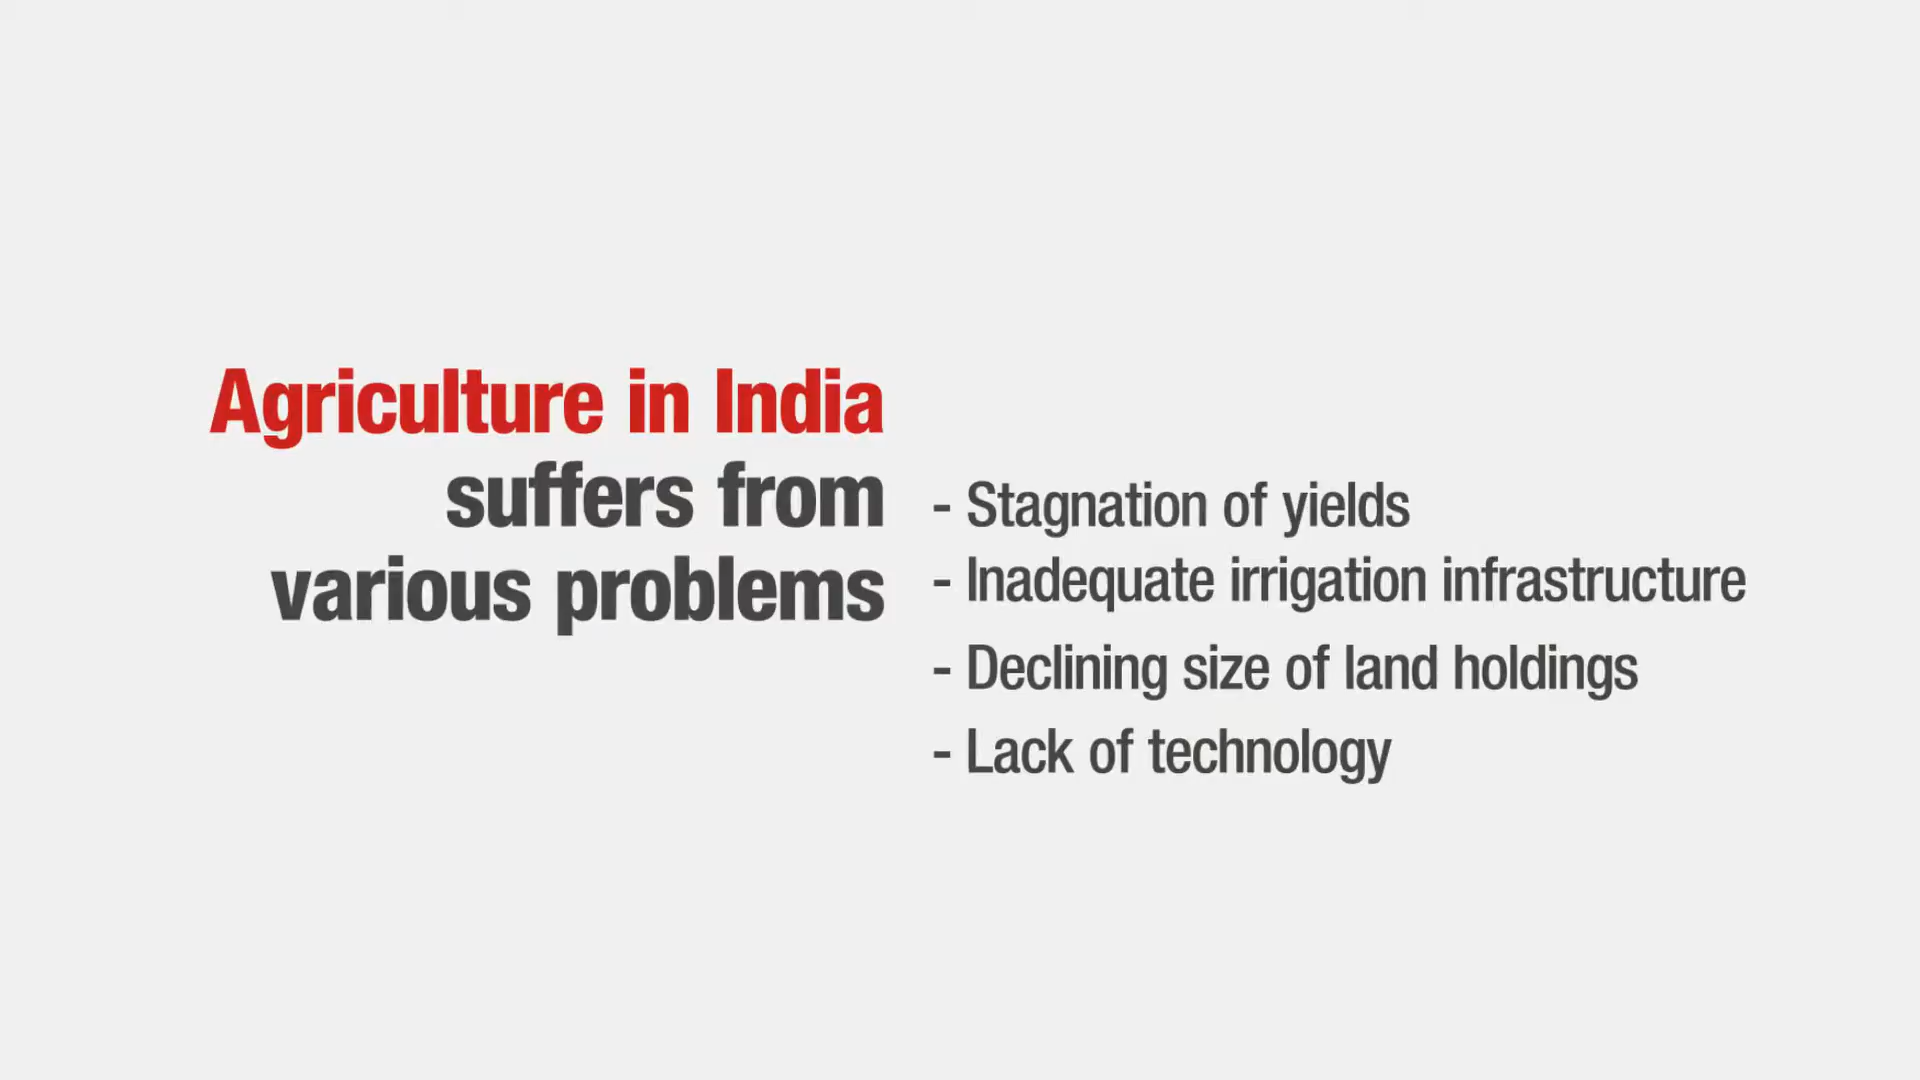 Agriculture in India
suffers from
various problems
- Stagnation of yields
- Inadequate irrigation infrastructure
- Declining size of land holdings
- Lack of technology